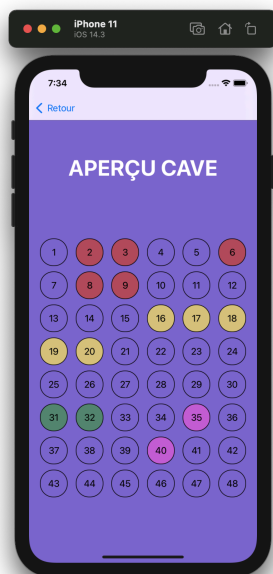 iPhone 11
iOS 14.3
7:34
Retour
APERÇU CAVE
1 2 3 4 5 6
7 8 9 10 11 12
13 14 15 16 17 18
19 20 21 22 23 24
25 26 27 28 29 30
31 32 33 34 35 36
37 38 39 40 41 42
43 44 45 46 47 48